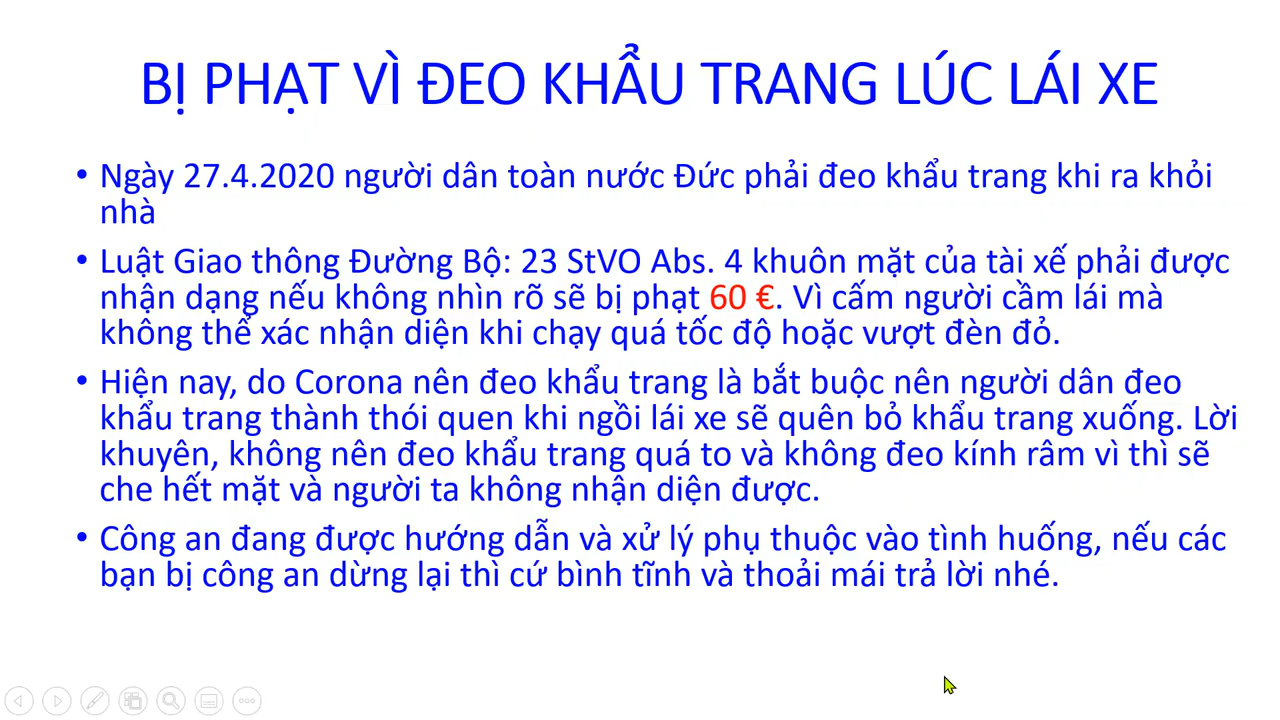 BỊ PHẠT VÌ ĐEO KHẨU TRANG LÚC LÁI XE
• Ngày 27.4.2020 người dân toàn nước Đức phải đeo khẩu trang khi ra khỏi
nhà
• Luật Giao thông Đường Bộ: 23 StVO Abs. 4 khuôn mặt của tài xế phải được
nhận dạng nếu không nhìn rõ sẽ bị phạt 60 €. Vì cấm người cầm lái mà
không thể xác nhận diện khi chạy quá tốc độ hoặc vượt đèn đỏ.
• Hiện nay, do Corona nên đeo khẩu trang là bắt buộc nên người dân đeo
khẩu trang thành thói quen khi ngồi lái xe sẽ quên bỏ khẩu trang xuống. Lời
khuyên, không nên đeo khẩu trang quá to và không đeo kính râm vì thì sẽ
che hết mặt và người ta không nhận diện được.
• Công an đang được hướng dẫn và xử lý phụ thuộc vào tình huống, nếu các
bạn bị công an dừng lại thì cứ bình tĩnh và thoải mái trả lời nhé.